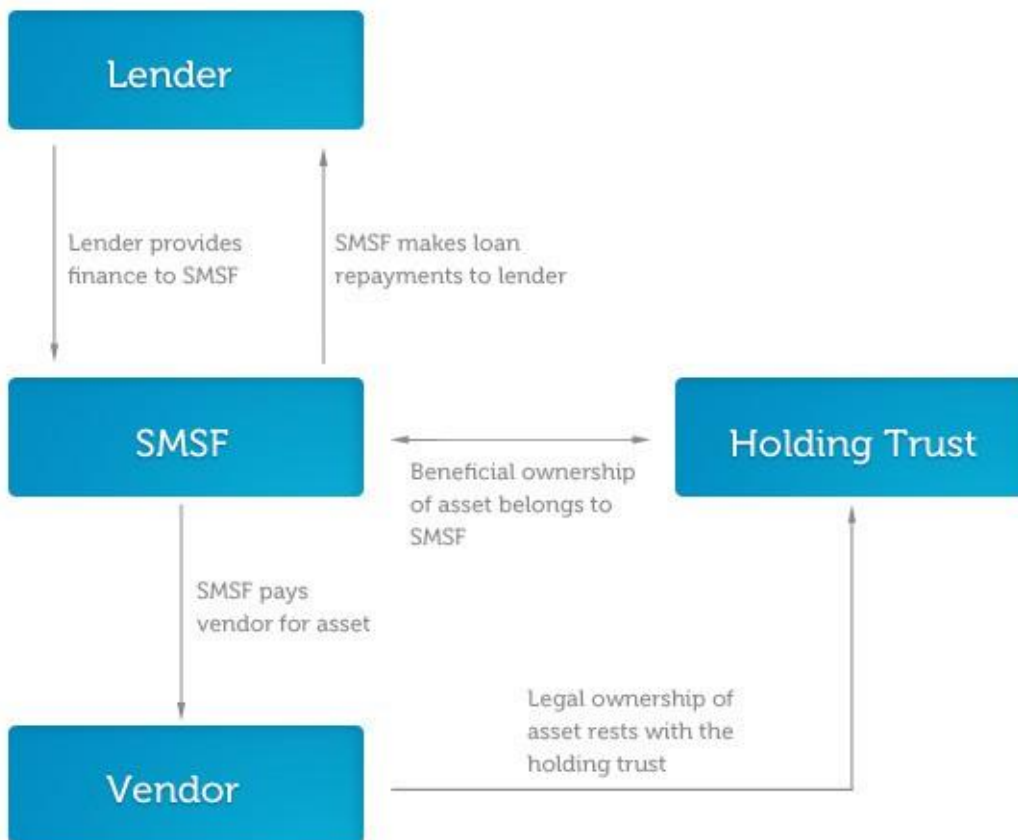 Lender
Lender provides
finance to SMSF
SMSF makes loan
repayments to lender
SMSF
Holding Trust
Beneficial ownership
of asset belongs to
SMSF
SMSF pays
vendor for asset
Legal ownership of
asset rests with the
holding trust
Vendor